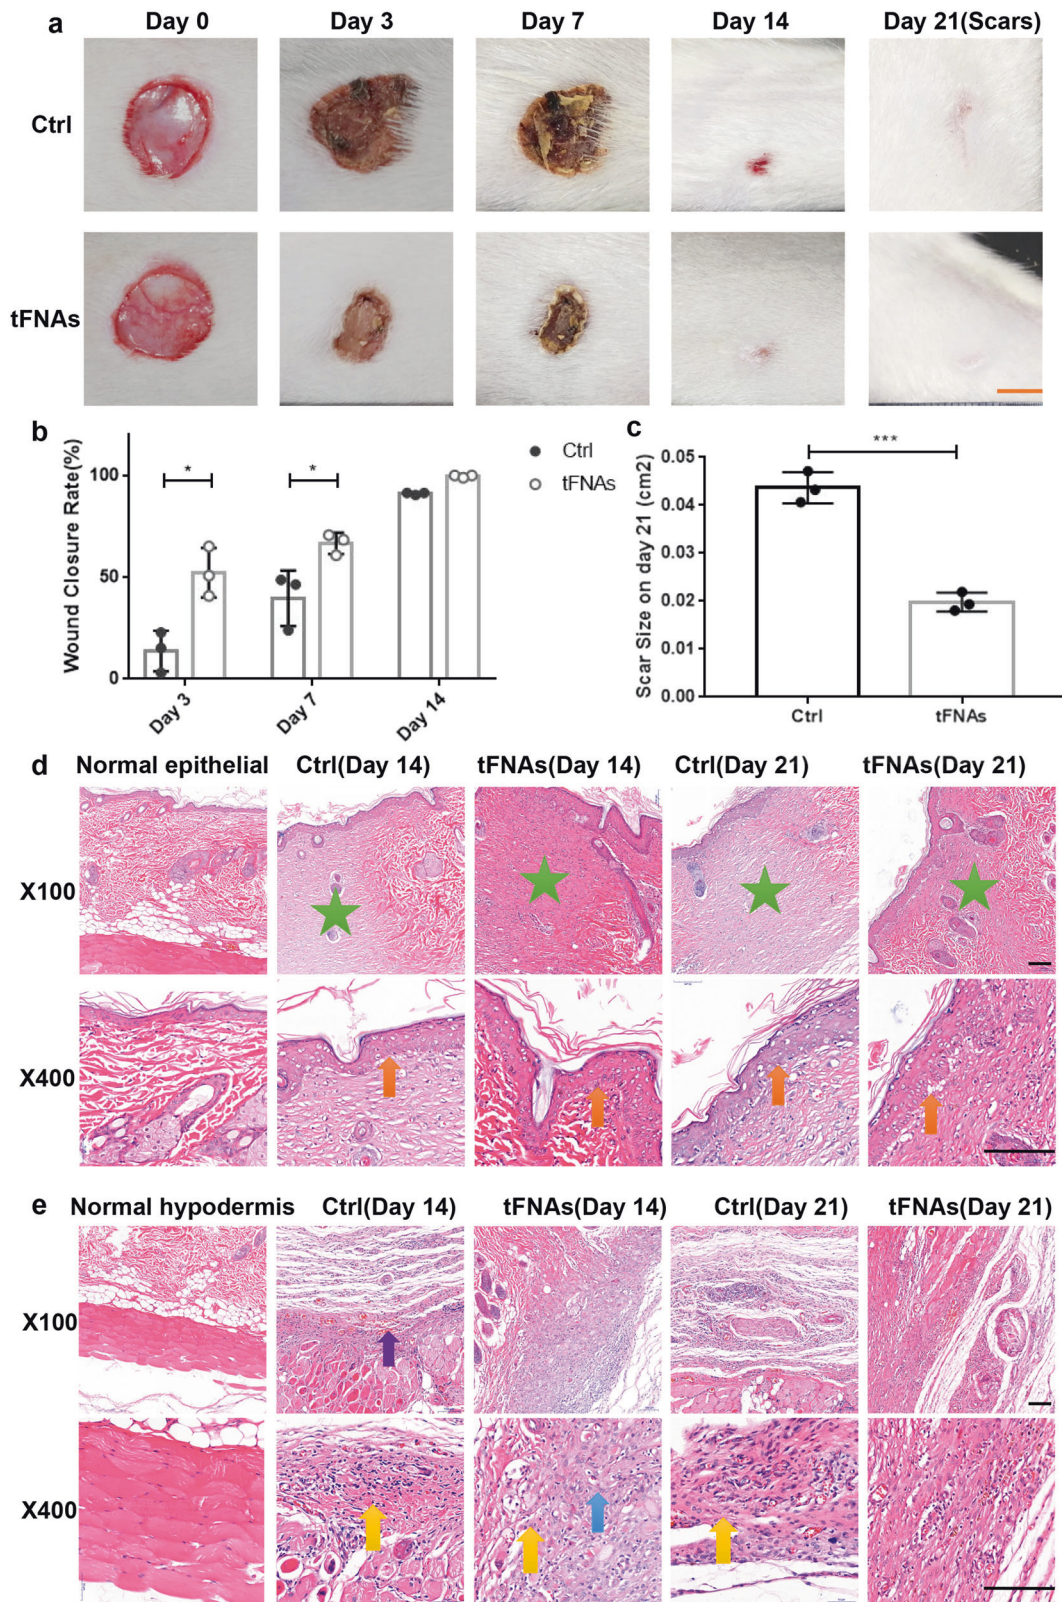 a Day 0 Day 3 Day 7 Day 14 Day 21(Scars)
Ctrl
tFNAs
b
Wound Closure Rate(%)
100
50
0
* *
Day 3 Day 7 Day 14
Ctrl
tFNAs
c
Scar Size on day 21 (cm2)
0.05
0.04
0.03
0.02
0.01
0.00
***
Ctrl tFNAs
d Normal epithelial Ctrl(Day 14) tFNAs(Day 14) Ctrl(Day 21) tFNAs(Day 21)
X100
X400
e Normal hypodermis Ctrl(Day 14) tFNAs(Day 14) Ctrl(Day 21) tFNAs(Day 21)
X100
X400